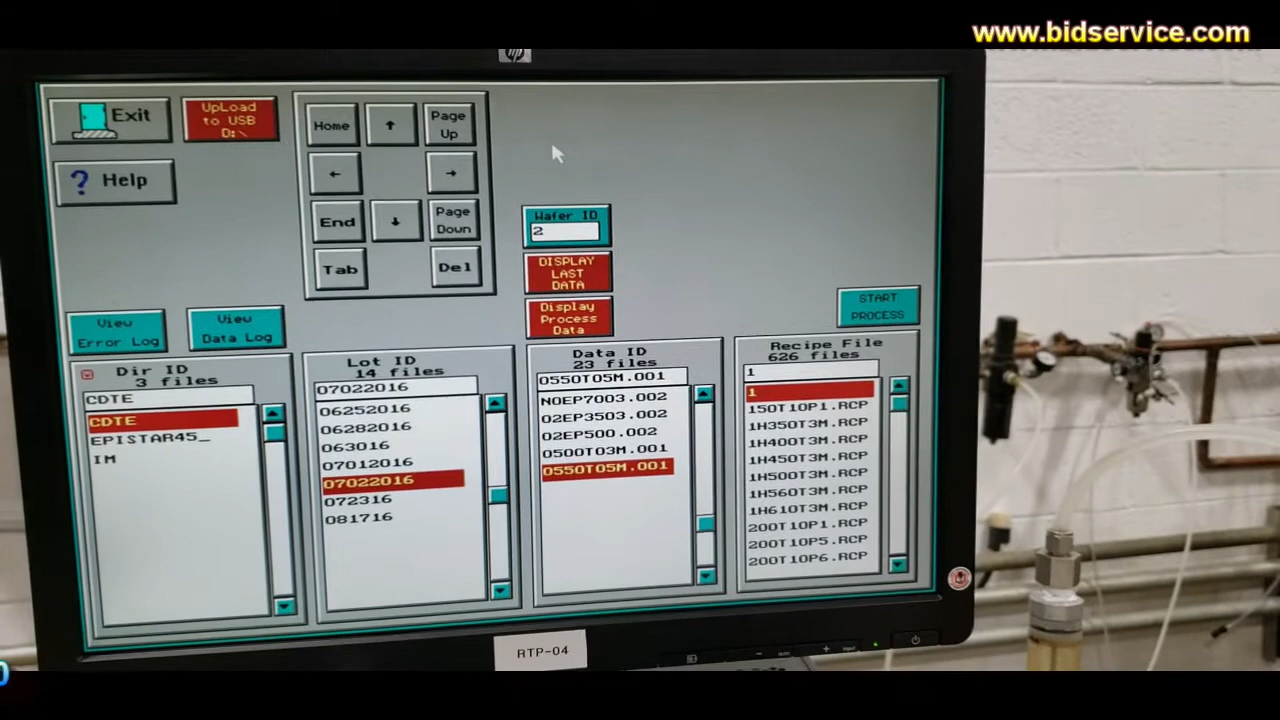 www.bidservice.com
hp
Exit
UpLoad
to USB
D:\
Home
↑
Page
Up
? Help
←
→
End
↓
Page
Down
Tab
Del
Wafer ID
2
DISPLAY
LAST
DATA
Display
Process
Data
START
PROCESS
View
Error Log
View
Data Log
Dir ID
3 files
CDTE
CDTE
EPISTAR45_
IM
Lot ID
14 files
07022016
06252016
06282016
063016
07012016
07022016
072316
081716
Data ID
23 files
0550T05M.001
NOEP7003.002
02EP3503.002
02EP500.002
0500T03M.001
0550T05M.001
Recipe File
626 files
1
1
150T10P1.RCP
1H350T3M.RCP
1H400T3M.RCP
1H450T3M.RCP
1H500T3M.RCP
1H560T3M.RCP
1H610T3M.RCP
200T10P1.RCP
200T10P5.RCP
200T10P6.RCP
RTP-04